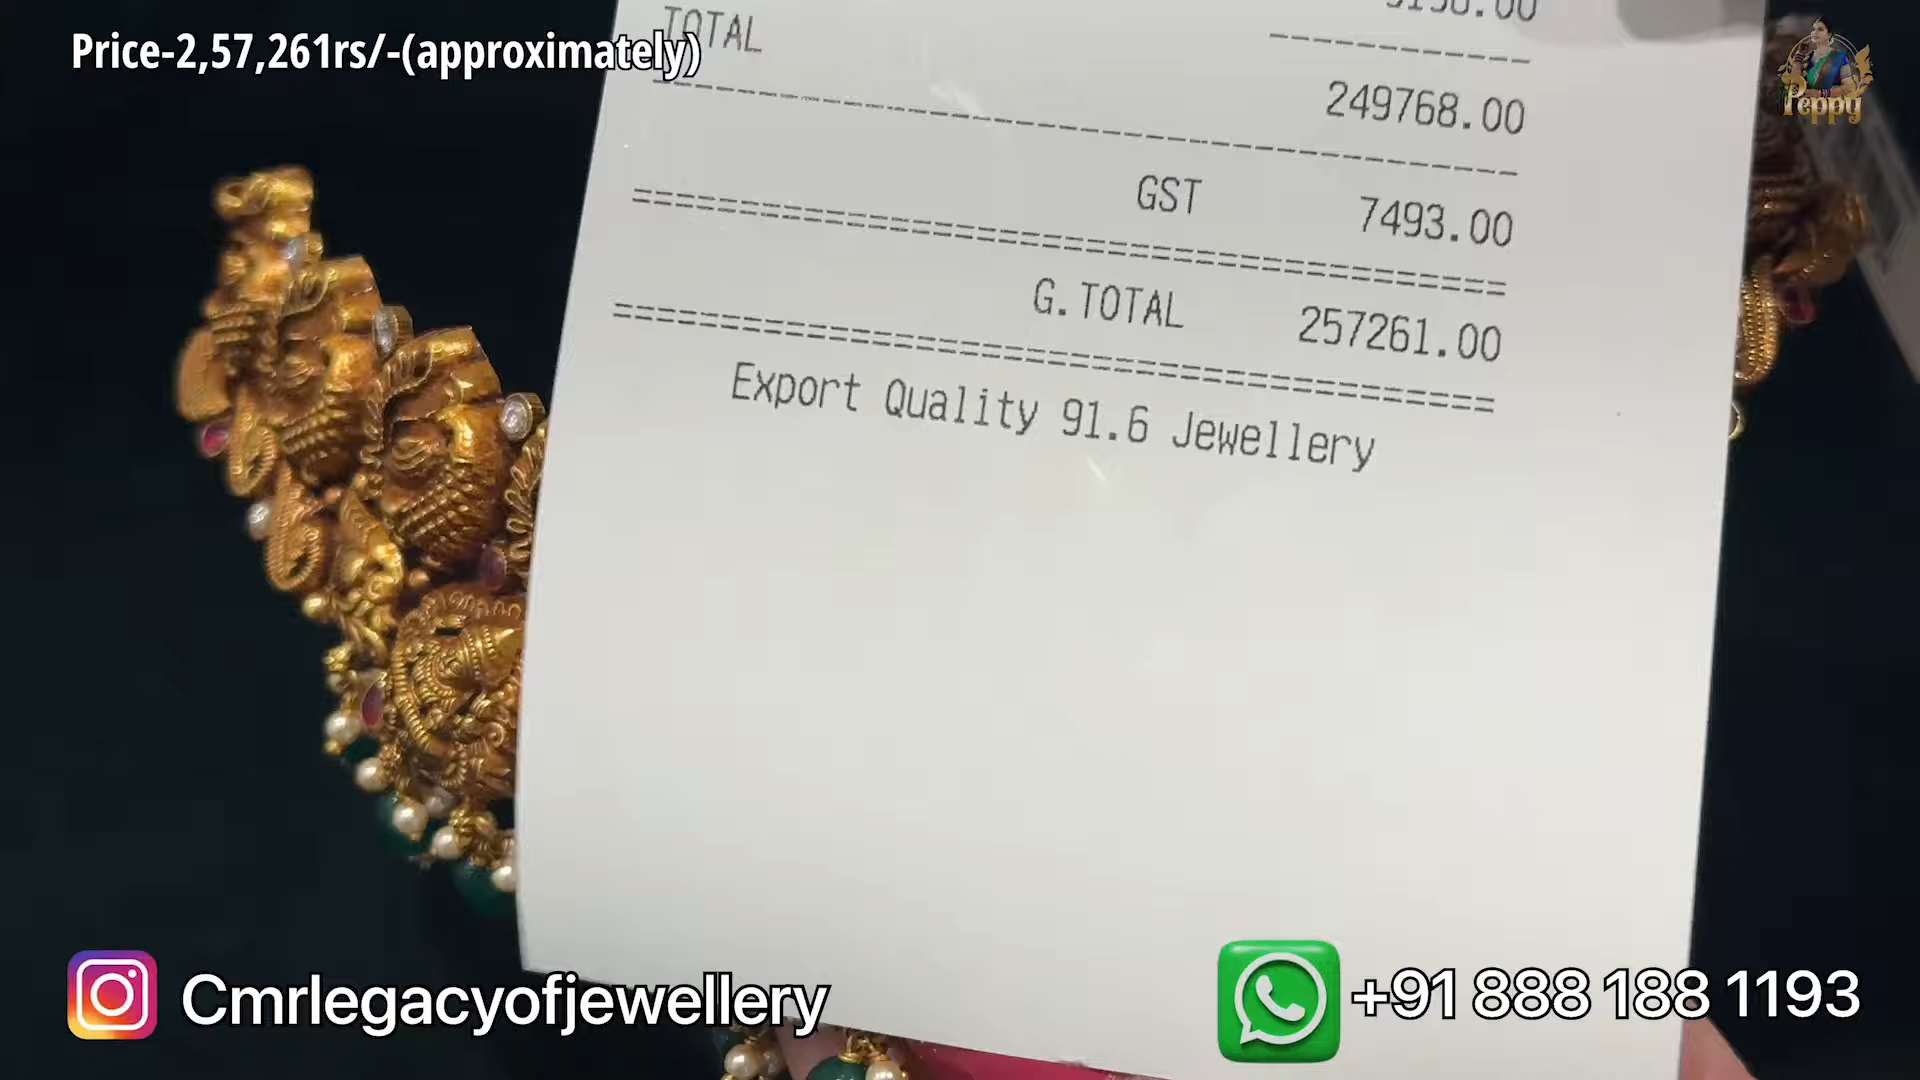 Price-2,57,261rs/-(approximately)
TOTAL
249768.00
GST 7493.00
G.TOTAL 257261.00
Export Quality 91.6 Jewellery
Peppy
Cmrlegacyofjewellery
+91 888 188 1193